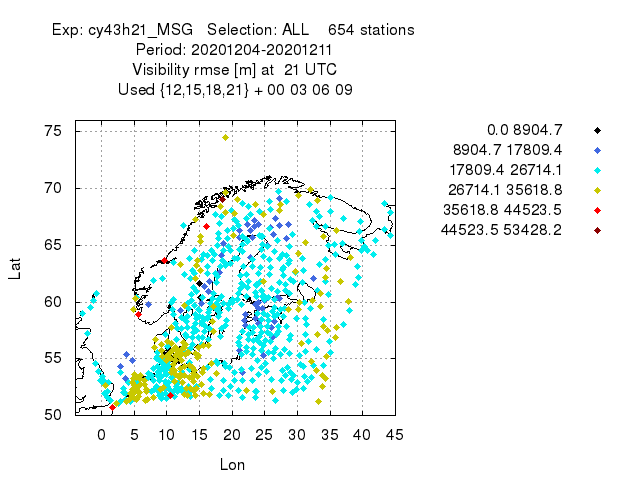 Exp: cy43h21_MSG   Selection: ALL    654 stations
Period: 20201204-20201211
Visibility rmse [m] at  21 UTC
Used {12,15,18,21} + 00 03 06 09
0.0 8904.7
8904.7 17809.4
17809.4 26714.1
26714.1 35618.8
35618.8 44523.5
44523.5 53428.2
75
70
65
60
55
50
Lat
0 5 10 15 20 25 30 35 40 45
Lon